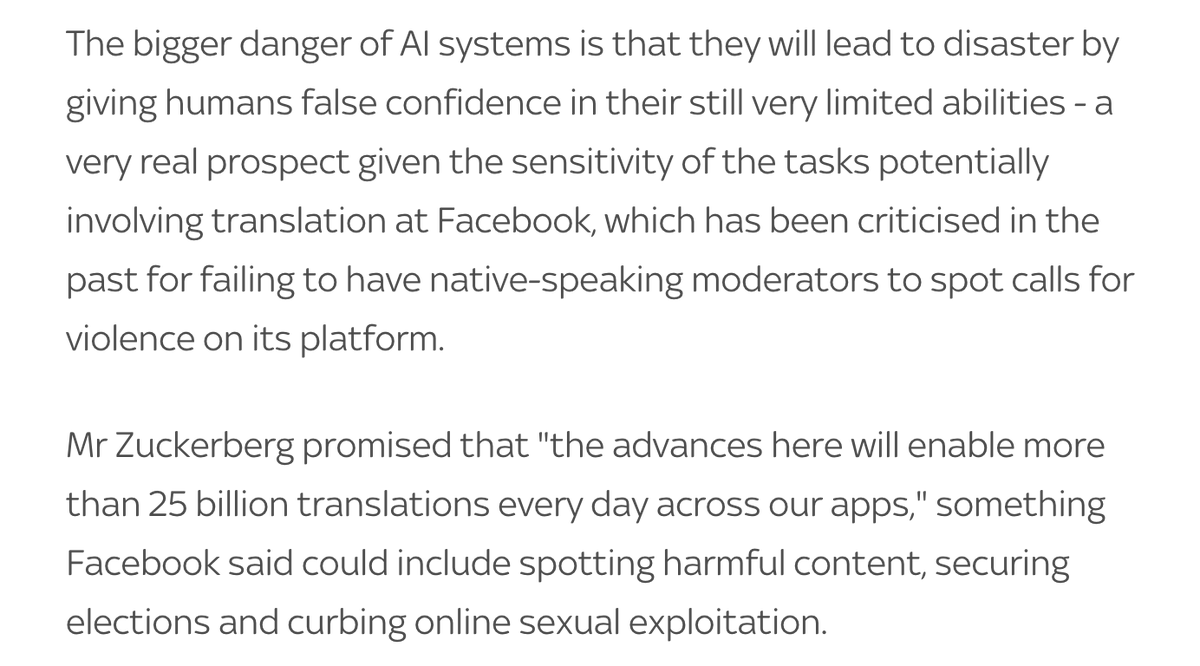 The bigger danger of AI systems is that they will lead to disaster by
giving humans false confidence in their still very limited abilities - a
very real prospect given the sensitivity of the tasks potentially
involving translation at Facebook, which has been criticised in the
past for failing to have native-speaking moderators to spot calls for
violence on its platform.
Mr Zuckerberg promised that "the advances here will enable more
than 25 billion translations every day across our apps," something
Facebook said could include spotting harmful content, securing
elections and curbing online sexual exploitation.